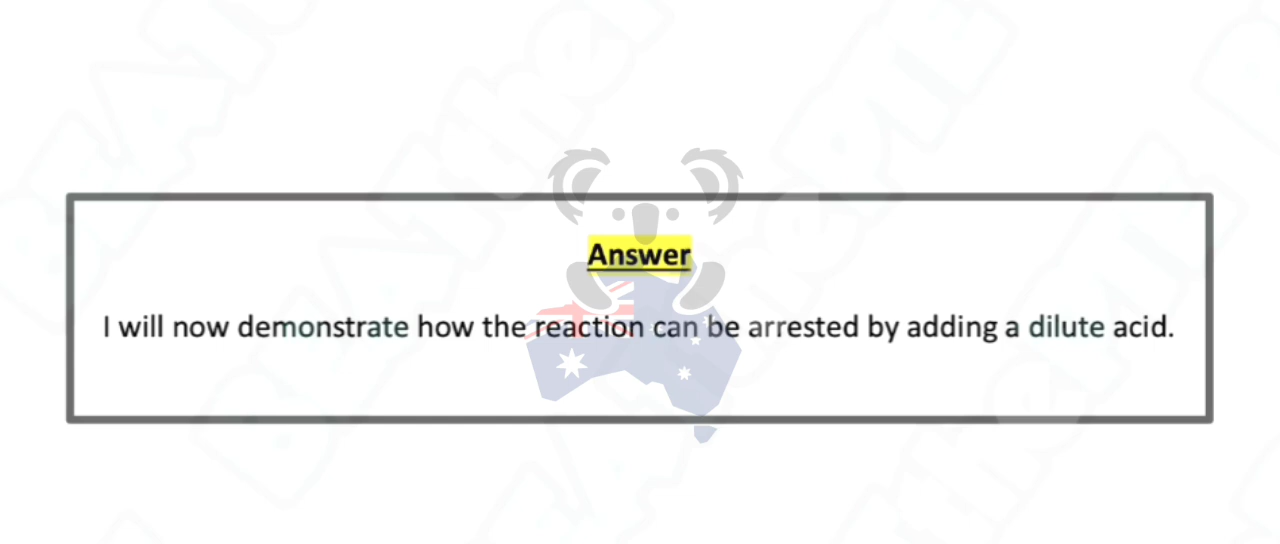 Answer
I will now demonstrate how the reaction can be arrested by adding a dilute acid.